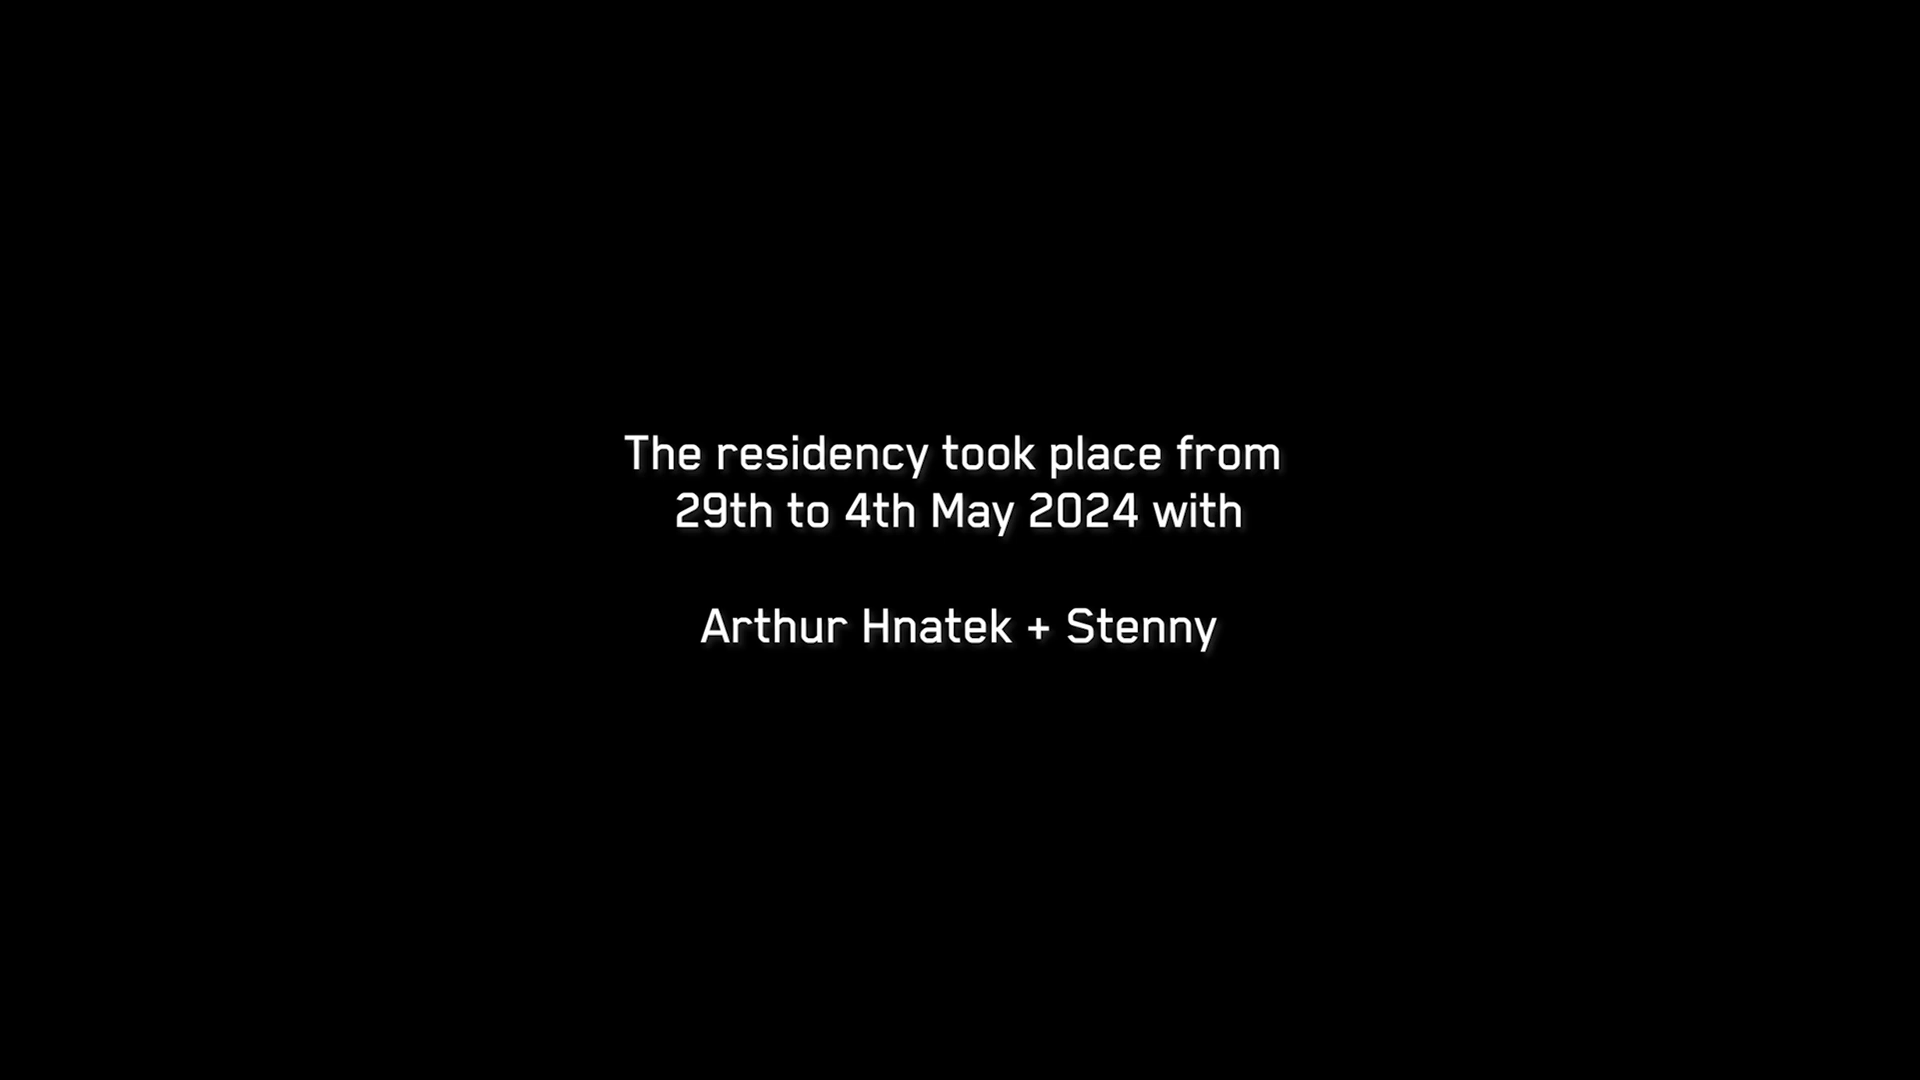 The residency took place from
29th to 4th May 2024 with
Arthur Hnatek + Stenny